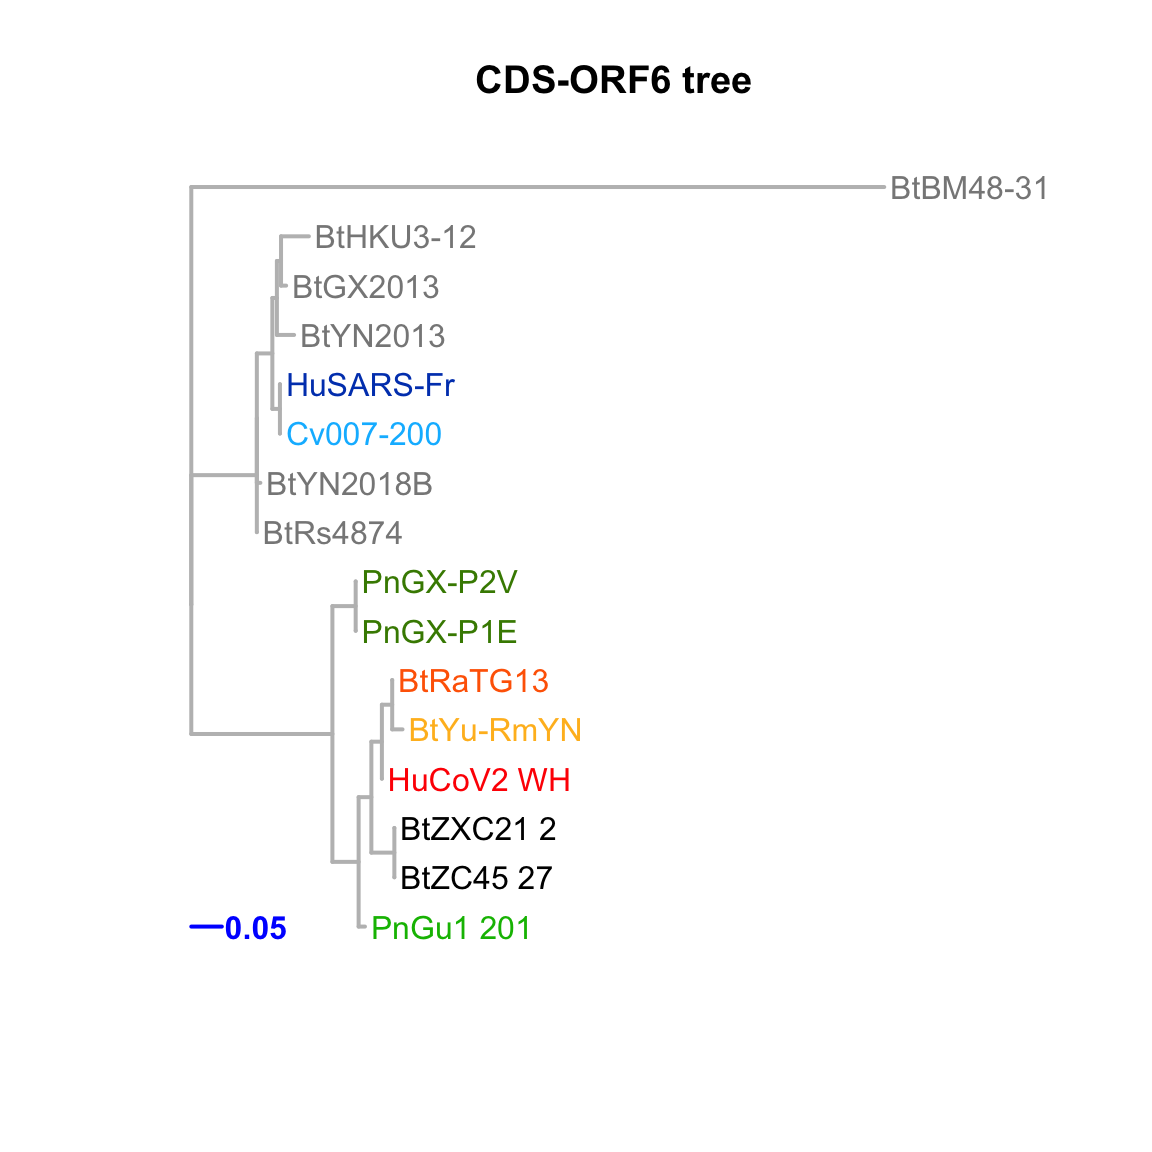 CDS-ORF6 tree
BtBM48-31
BtHKU3-12
BtGX2013
BtYN2013
HuSARS-Fr
Cv007-200
BtYN2018B
BtRs4874
PnGX-P2V
PnGX-P1E
BtRaTG13
BtYu-RmYN
HuCoV2 WH
BtZXC21 2
BtZC45 27
PnGu1 201
0.05